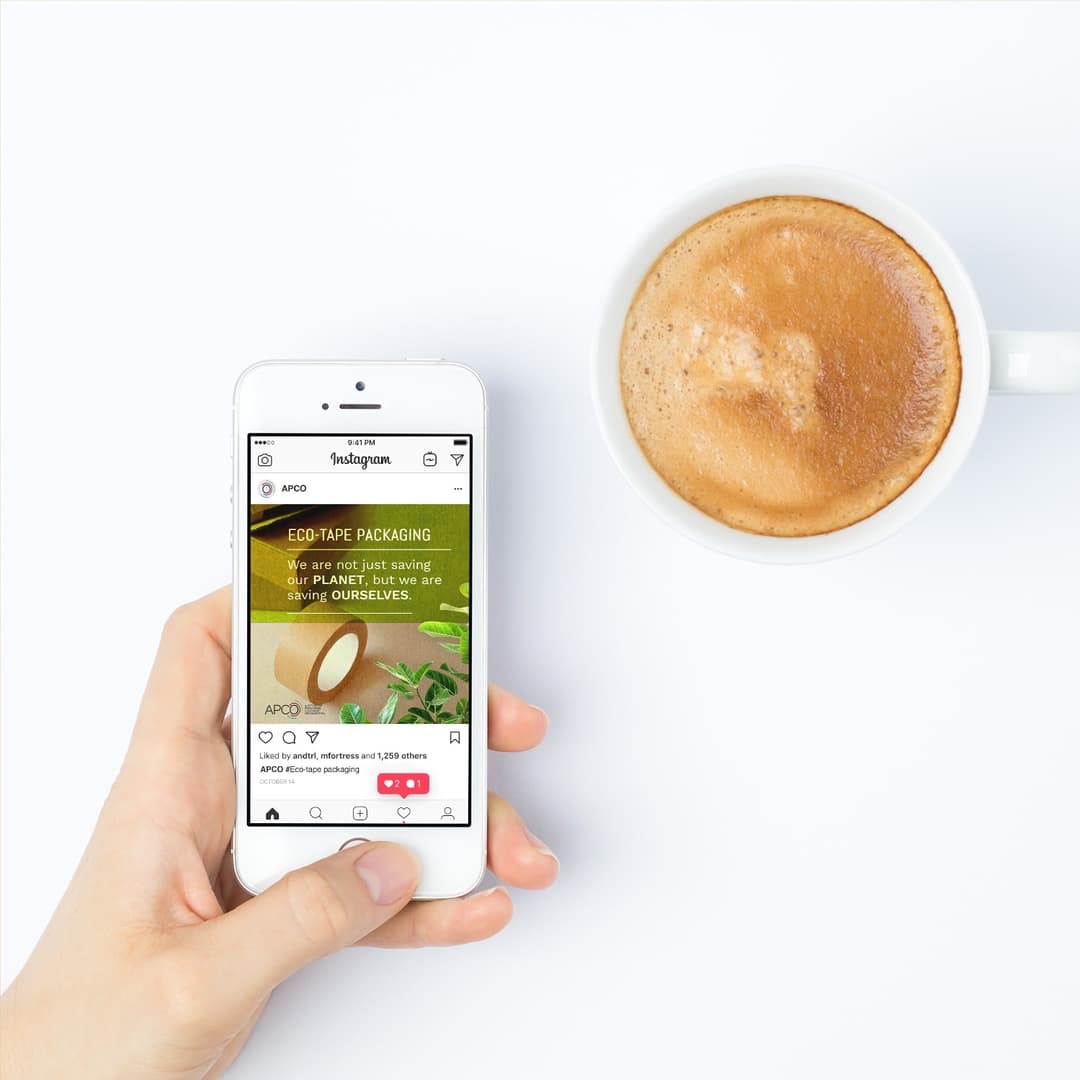 9:41 PM
Instagram
APCO
ECO-TAPE PACKAGING
We are not just saving
our PLANET, but we are
saving OURSELVES.
APCO
Liked by andtrl, mfortress and 1,259 others
APCO #Eco-tape packaging
2 1
OCTOBER 14